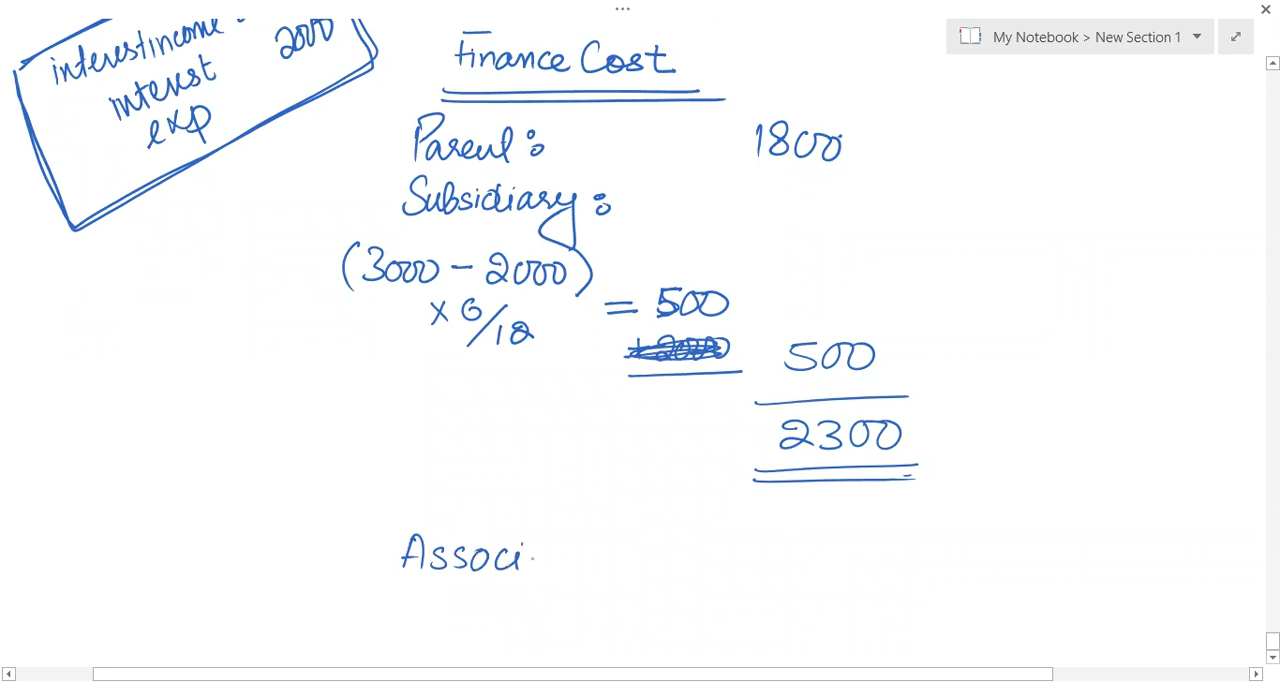 ...
My Notebook > New Section 1
interest income :
interest
exp
2000
Finance Cost
Parent : 1800
Subsidiary :
(3000 - 2000)
x 6/12 = 500
500
2300
Associ